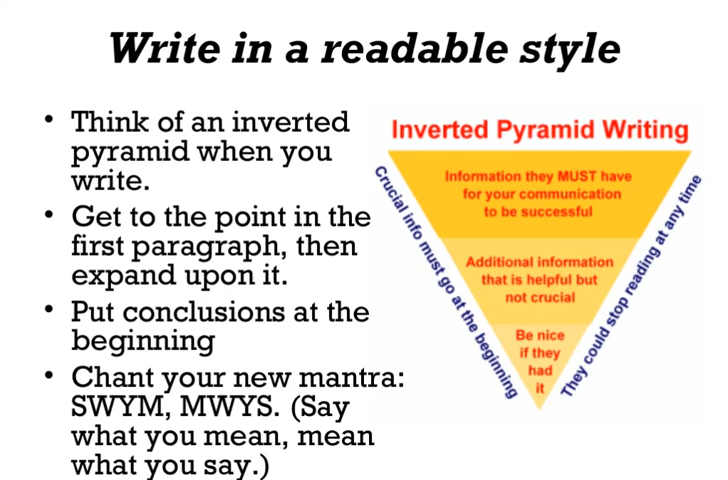 Write in a readable style
• Think of an inverted
pyramid when you
write.
• Get to the point in the
first paragraph, then
expand upon it.
• Put conclusions at the
beginning
• Chant your new mantra:
SWYM, MWYS. (Say
what you mean, mean
what you say.)
Inverted Pyramid Writing
Information they MUST have
for your communication
to be successful
Additional information
that is helpful but
not crucial
Be nice
if they
had
it
Crucial info must go at the beginning
They could stop reading at any time